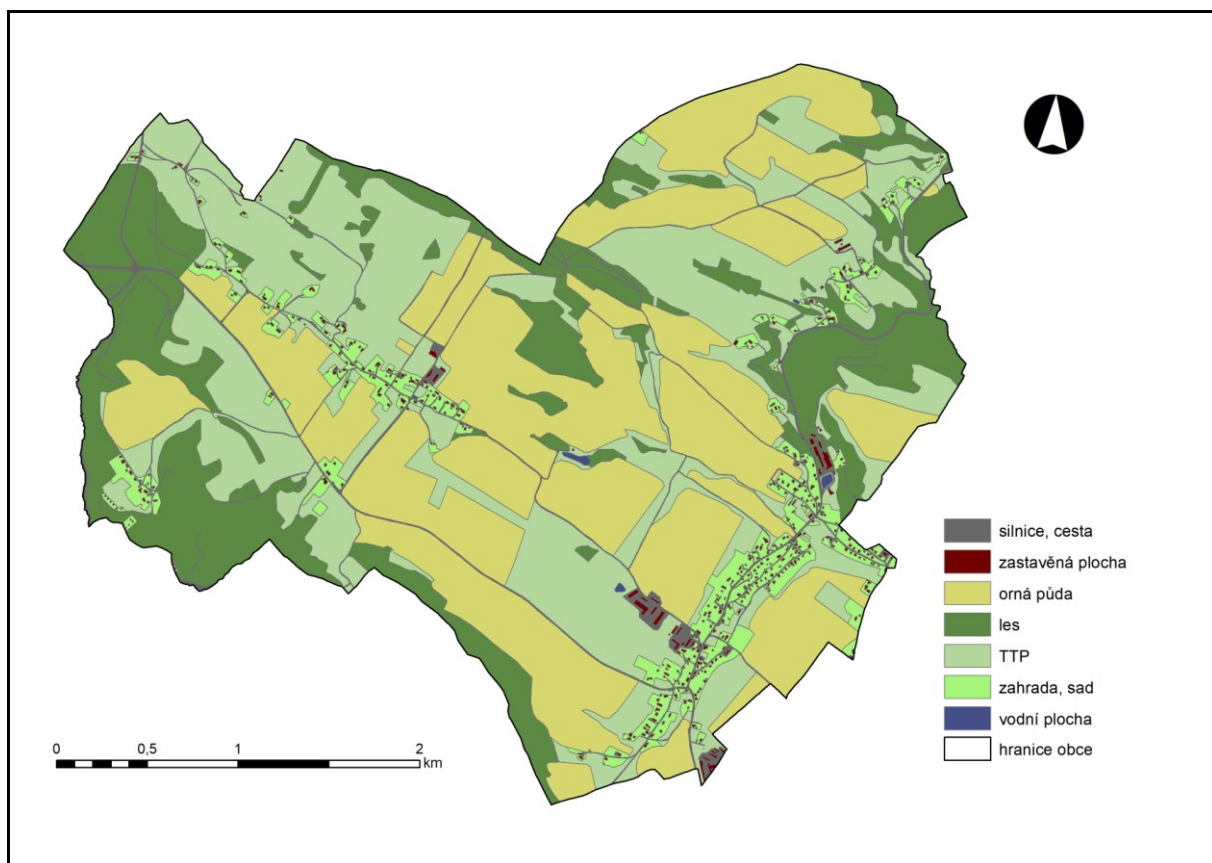 silnice, cesta
zastavěná plocha
orná půda
les
TTP
zahrada, sad
vodní plocha
hranice obce
0 0,5 1 2
km